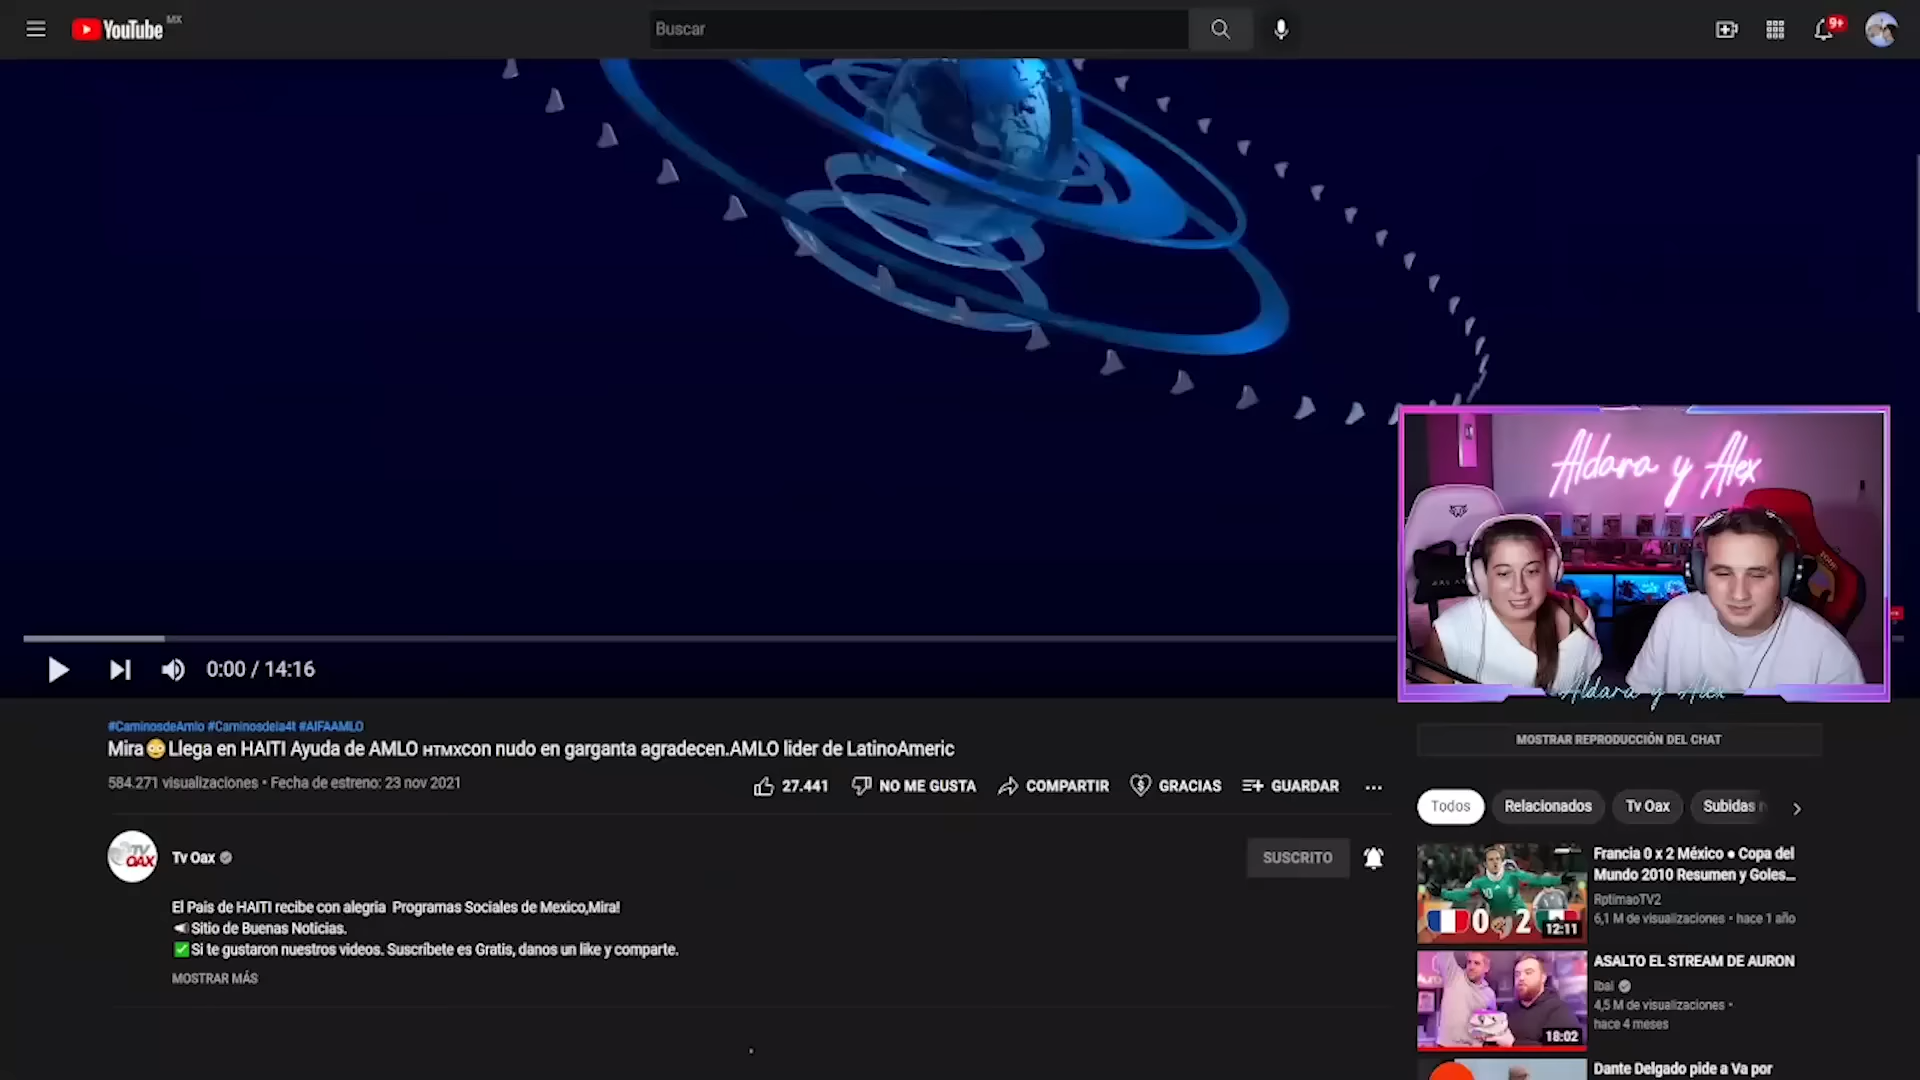 YouTube MX
Buscar
9+
Aldara y Alex
Aldara y Alex
0:00 / 14:16
#CaminosdeAmlo #Caminosdela4t #AIFAAMLO
Mira😳Llega en HAITI Ayuda de AMLO ʜᴛᴍxcon nudo en garganta agradecen.AMLO lider de LatinoAmeric
584.271 visualizaciones • Fecha de estreno: 23 nov 2021
27.441
NO ME GUSTA
COMPARTIR
GRACIAS
GUARDAR
TV OAX
Tv Oax
SUSCRITO
El Pais de HAITI recibe con alegria Programas Sociales de Mexico,Mira!
📢Sitio de Buenas Noticias.
✅Si te gustaron nuestros videos. Suscríbete es Gratis, danos un like y comparte.
MOSTRAR MÁS
MOSTRAR REPRODUCCIÓN DEL CHAT
Todos
Relacionados
Tv Oax
Subidas
0 2
12:11
Francia 0 x 2 México ● Copa del
Mundo 2010 Resumen y Goles...
RptimaoTV2
6,1 M de visualizaciones • hace 1 año
18:02
ASALTO EL STREAM DE AURON
Ibai
4,5 M de visualizaciones •
hace 4 meses
Dante Delgado pide a Va por